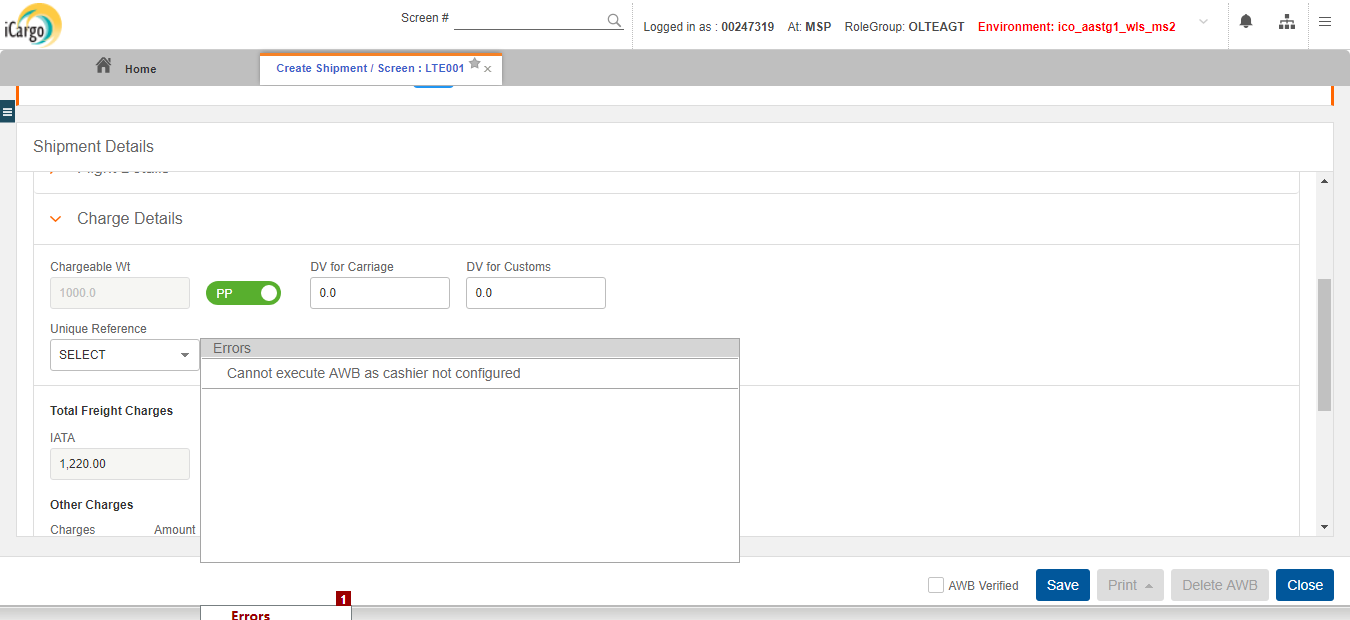 iCargo
Screen #
Logged in as : 00247319 At: MSP RoleGroup: OLTEAGT Environment: ico_aastg1_wls_ms2
Home
Create Shipment / Screen : LTE001
Shipment Details
Charge Details
Chargeable Wt DV for Carriage DV for Customs
1000.0 PP 0.0 0.0
Unique Reference
SELECT
Errors
Cannot execute AWB as cashier not configured
Total Freight Charges
IATA
1,220.00
Other Charges
Charges Amount
AWB Verified Save Print Delete AWB Close
1
Errors